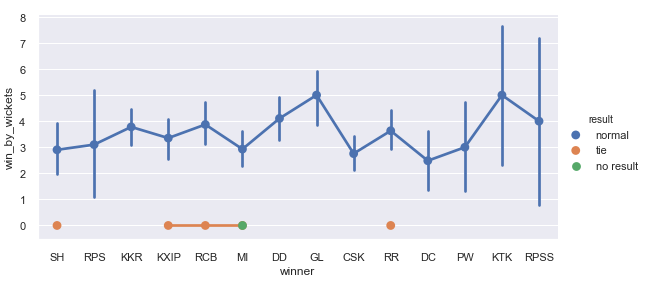 8
7
6
5
4
3
2
1
0
win_by_wickets
SH RPS KKR KXIP RCB MI DD GL CSK RR DC PW KTK RPSS
winner
result
normal
tie
no result